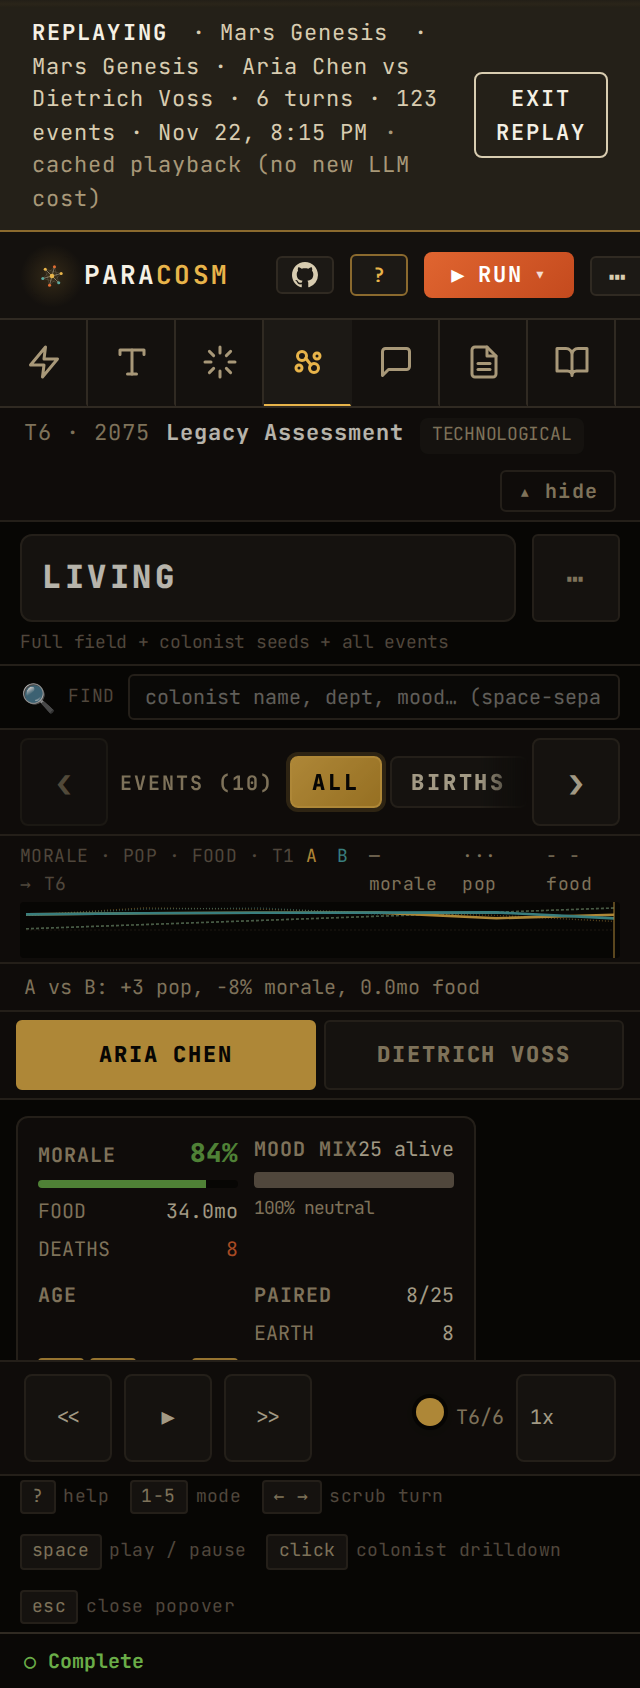 REPLAYING · Mars Genesis ·
Mars Genesis · Aria Chen vs
Dietrich Voss · 6 turns · 123
events · Nov 22, 8:15 PM ·
cached playback (no new LLM
cost)
EXIT
REPLAY
PARACOSM
?
▶ RUN ▾
…
T6 · 2075 Legacy Assessment TECHNOLOGICAL
▴ hide
LIVING
…
Full field + colonist seeds + all events
FIND
colonist name, dept, mood… (space-sepa
‹ EVENTS (10) ALL BIRTHS ›
MORALE · POP · FOOD · T1 A B — ··· - -
→ T6 morale pop food
A vs B: +3 pop, -8% morale, 0.0mo food
ARIA CHEN
DIETRICH VOSS
MORALE 84%
MOOD MIX 25 alive
100% neutral
FOOD 34.0mo
DEATHS 8
AGE
PAIRED 8/25
EARTH 8
<< ▶ >> T6/6 1x
? help 1-5 mode ← → scrub turn
space play / pause click colonist drilldown
esc close popover
○ Complete